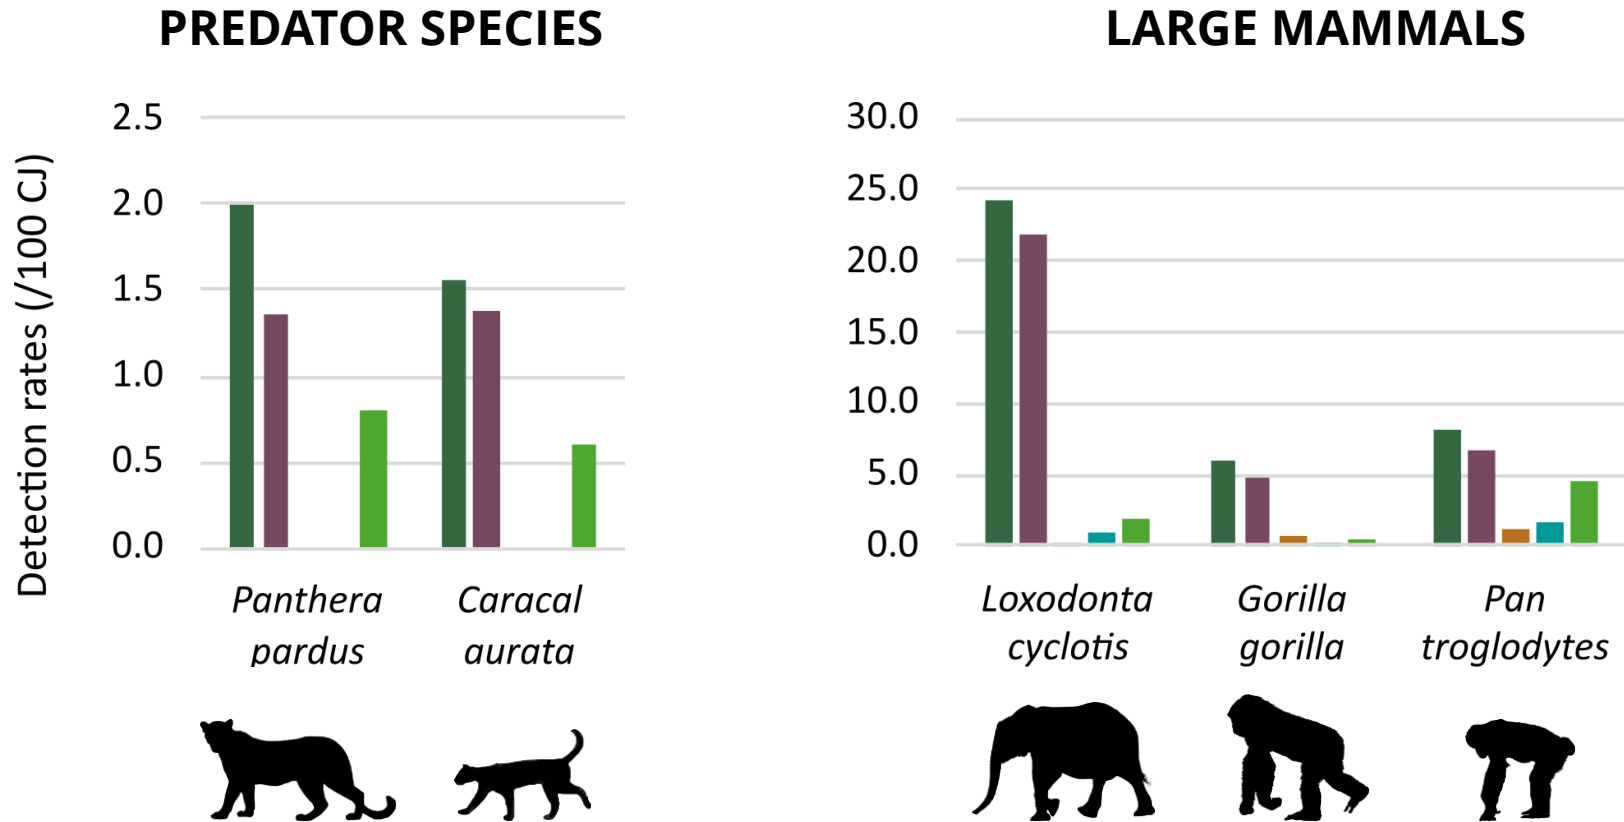 PREDATOR SPECIES
Detection rates (/100 CJ)
2.5
2.0
1.5
1.0
0.5
0.0
Panthera
pardus
Caracal
aurata
LARGE MAMMALS
30.0
25.0
20.0
15.0
10.0
5.0
0.0
Loxodonta
cyclotis
Gorilla
gorilla
Pan
troglodytes